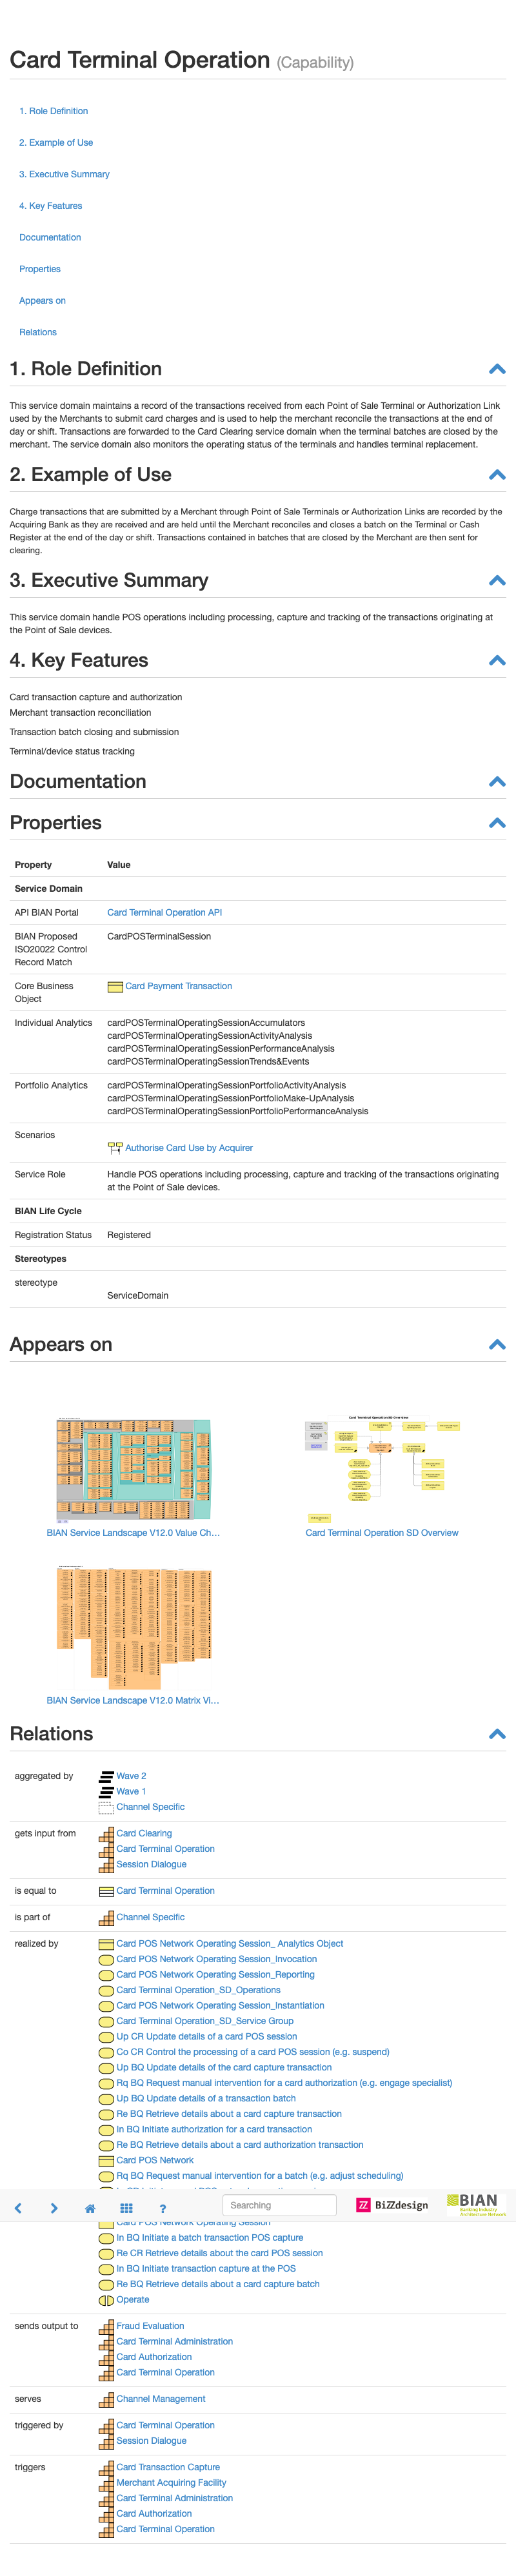 Card Terminal Operation (Capability)
1. Role Definition
2. Example of Use
3. Executive Summary
4. Key Features
Documentation
Properties
Appears on
Relations
1. Role Definition
This service domain maintains a record of the transactions received from each Point of Sale Terminal or Authorization Link
used by the Merchants to submit card charges and is used to help the merchant reconcile the transactions at the end of
day or shift. Transactions are forwarded to the Card Clearing service domain when the terminal batches are closed by the
merchant. The service domain also monitors the operating status of the terminals and handles terminal replacement.
2. Example of Use
Charge transactions that are submitted by a Merchant through Point of Sale Terminals or Authorization Links are recorded by the
Acquiring Bank as they are received and are held until the Merchant reconciles and closes a batch on the Terminal or Cash
Register at the end of the day or shift. Transactions contained in batches that are closed by the Merchant are then sent for
clearing.
3. Executive Summary
This service domain handle POS operations including processing, capture and tracking of the transactions originating at
the Point of Sale devices.
4. Key Features
Card transaction capture and authorization
Merchant transaction reconciliation
Transaction batch closing and submission
Terminal/device status tracking
Documentation
Properties
Property Value
Service Domain
API BIAN Portal Card Terminal Operation API
BIAN Proposed CardPOSTerminalSession
ISO20022 Control
Record Match
Core Business Card Payment Transaction
Object
Individual Analytics cardPOSTerminalOperatingSessionAccumulators
cardPOSTerminalOperatingSessionActivityAnalysis
cardPOSTerminalOperatingSessionPerformanceAnalysis
cardPOSTerminalOperatingSessionTrends&Events
Portfolio Analytics cardPOSTerminalOperatingSessionPortfolioActivityAnalysis
cardPOSTerminalOperatingSessionPortfolioMake-UpAnalysis
cardPOSTerminalOperatingSessionPortfolioPerformanceAnalysis
Scenarios
Authorise Card Use by Acquirer
Service Role Handle POS operations including processing, capture and tracking of the transactions originating
at the Point of Sale devices.
BIAN Life Cycle
Registration Status Registered
Stereotypes
stereotype
ServiceDomain
Appears on
Card Terminal Operation SD Overview
BIAN Service Landscape V12.0 Value Ch...
Card Terminal Operation SD Overview
BIAN Service Landscape V12.0 Matrix Vi...
Relations
aggregated by Wave 2
Wave 1
Channel Specific
gets input from Card Clearing
Card Terminal Operation
Session Dialogue
is equal to Card Terminal Operation
is part of Channel Specific
realized by Card POS Network Operating Session_ Analytics Object
Card POS Network Operating Session_Invocation
Card POS Network Operating Session_Reporting
Card Terminal Operation_SD_Operations
Card POS Network Operating Session_Instantiation
Card Terminal Operation_SD_Service Group
Up CR Update details of a card POS session
Co CR Control the processing of a card POS session (e.g. suspend)
Up BQ Update details of the card capture transaction
Rq BQ Request manual intervention for a card authorization (e.g. engage specialist)
Up BQ Update details of a transaction batch
Re BQ Retrieve details about a card capture transaction
In BQ Initiate authorization for a card transaction
Re BQ Retrieve details about a card authorization transaction
Card POS Network
Rq BQ Request manual intervention for a batch (e.g. adjust scheduling)
? Searching BiZZdesign BIAN
Banking Industry
Architecture Network
Card POS Network Operating Session
In BQ Initiate a batch transaction POS capture
Re CR Retrieve details about the card POS session
In BQ Initiate transaction capture at the POS
Re BQ Retrieve details about a card capture batch
Operate
sends output to Fraud Evaluation
Card Terminal Administration
Card Authorization
Card Terminal Operation
serves Channel Management
triggered by Card Terminal Operation
Session Dialogue
triggers Card Transaction Capture
Merchant Acquiring Facility
Card Terminal Administration
Card Authorization
Card Terminal Operation